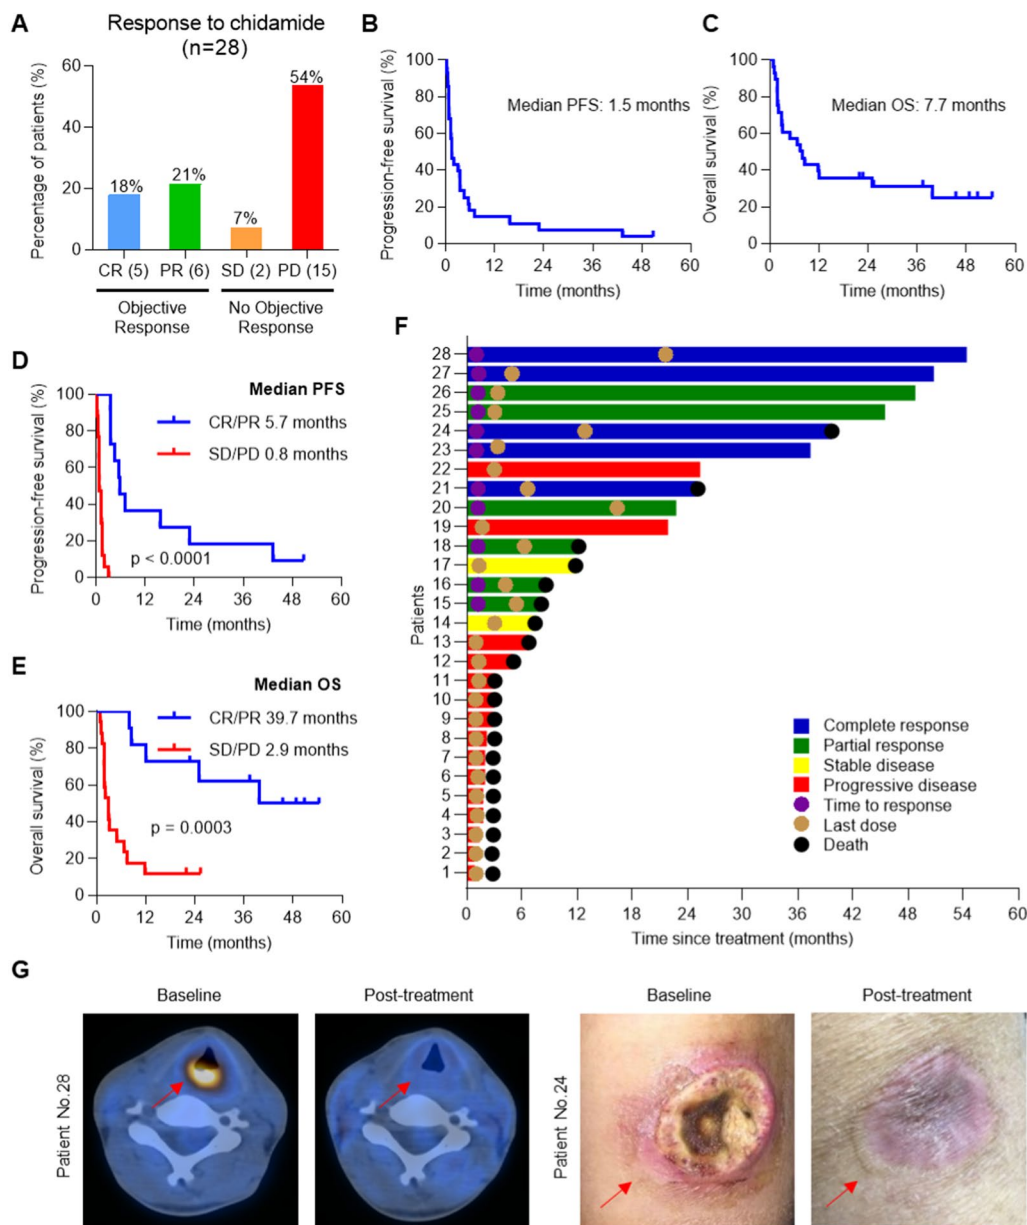 A
Response to chidamide
(n=28)
Percentage of patients (%)
60
40
20
0
18%
21%
7%
54%
CR (5)
PR (6)
SD (2)
PD (15)
Objective
Response
No Objective
Response
B
Progression-free survival (%)
100
80
60
40
20
0
Median PFS: 1.5 months
0 12 24 36 48 60
Time (months)
C
Overall survival (%)
100
80
60
40
20
0
Median OS: 7.7 months
0 12 24 36 48 60
Time (months)
D
Progression-free survival (%)
100
80
60
40
20
0
Median PFS
CR/PR 5.7 months
SD/PD 0.8 months
p < 0.0001
0 12 24 36 48 60
Time (months)
E
Overall survival (%)
100
80
60
40
20
0
Median OS
CR/PR 39.7 months
SD/PD 2.9 months
p = 0.0003
0 12 24 36 48 60
Time (months)
F
Patients
28
27
26
25
24
23
22
21
20
19
18
17
16
15
14
13
12
11
10
9
8
7
6
5
4
3
2
1
Complete response
Partial response
Stable disease
Progressive disease
Time to response
Last dose
Death
0 6 12 18 24 30 36 42 48 54 60
Time since treatment (months)
G
Baseline
Post-treatment
Baseline
Post-treatment
Patient No.28
Patient No.24